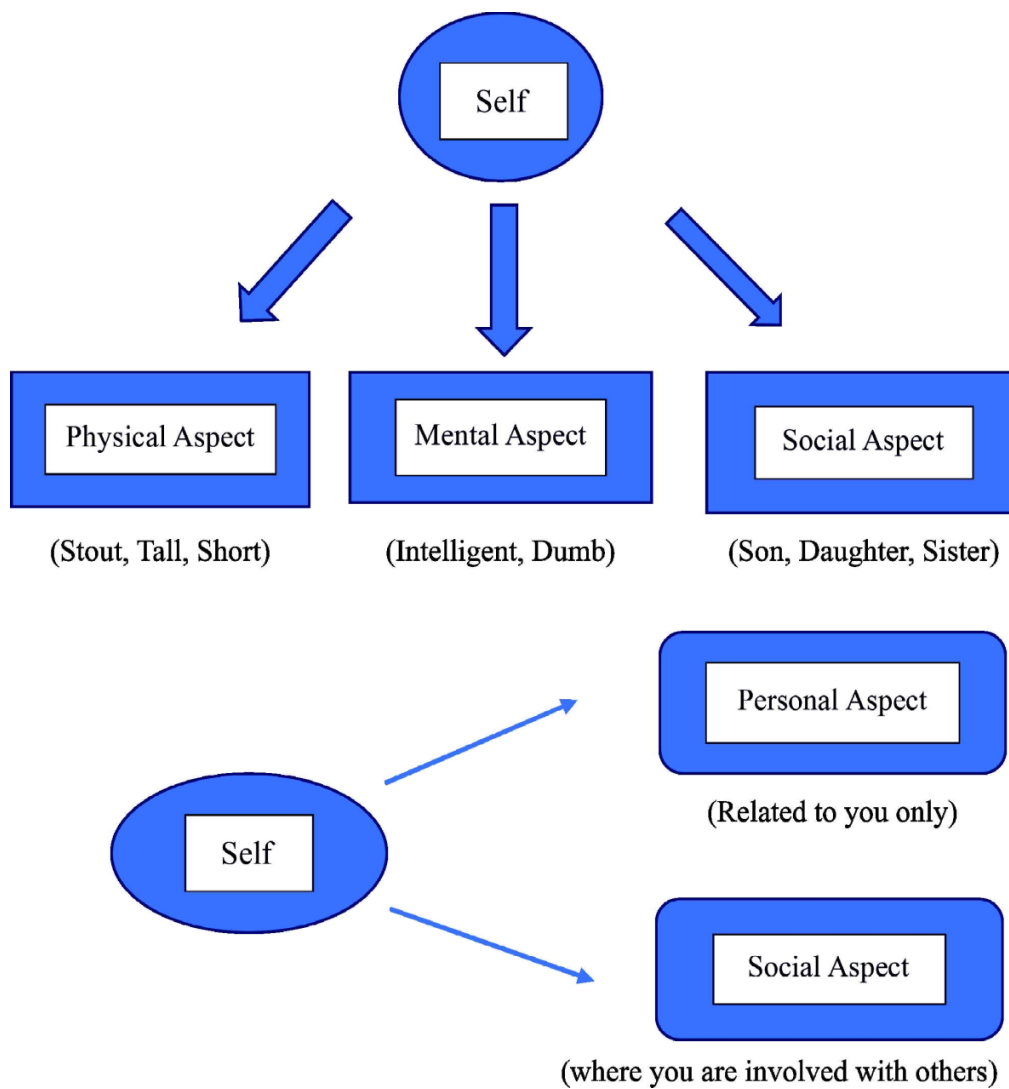 Self
Physical Aspect
Mental Aspect
Social Aspect
(Stout, Tall, Short)
(Intelligent, Dumb)
(Son, Daughter, Sister)
Personal Aspect
(Related to you only)
Self
Social Aspect
(where you are involved with others)